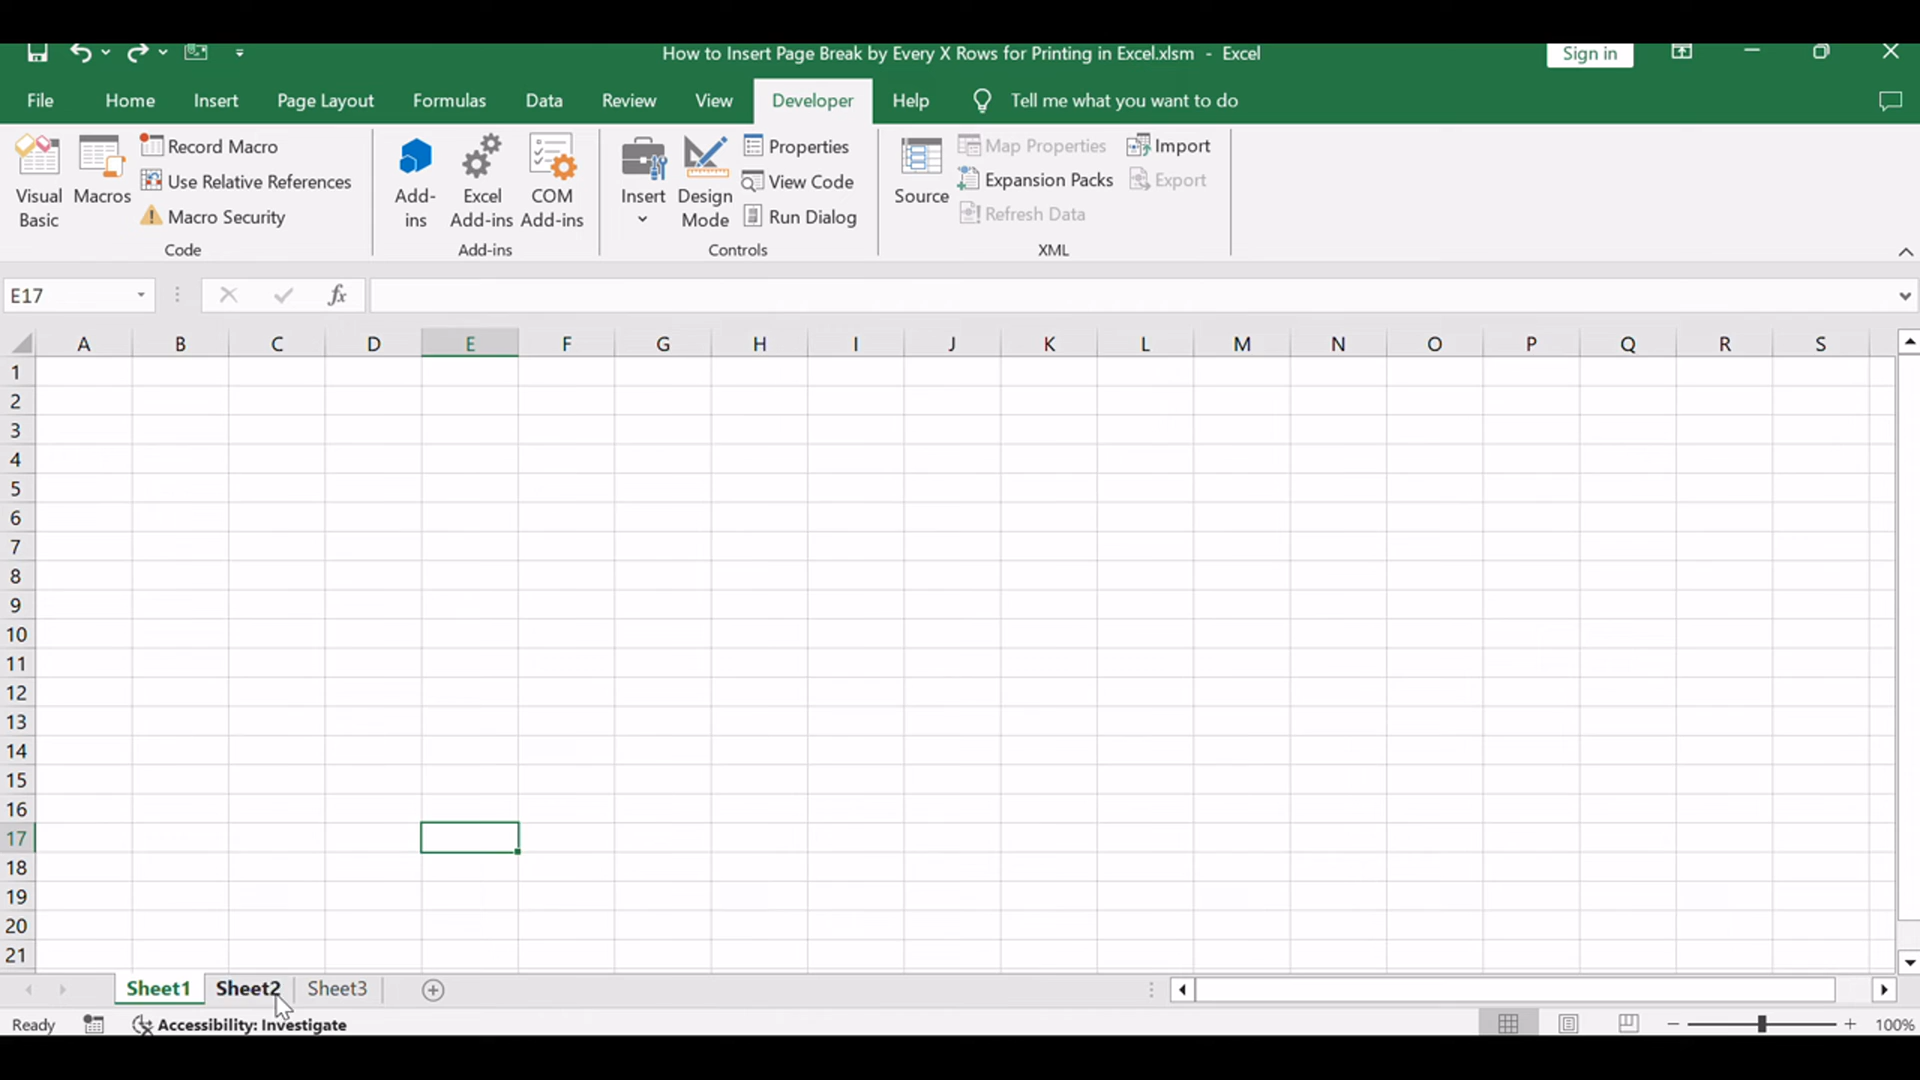 How to Insert Page Break by Every X Rows for Printing in Excel.xlsm - Excel
Sign in
File Home Insert Page Layout Formulas Data Review View Developer Help Tell me what you want to do
Visual Basic
Macros
Record Macro
Use Relative References
Macro Security
Code
Add-ins
Excel Add-ins
COM Add-ins
Add-ins
Insert
Design Mode
Properties
View Code
Run Dialog
Controls
Source
Map Properties
Expansion Packs
Refresh Data
Import
Export
XML
E17
fx
A B C D E F G H I J K L M N O P Q R S
1
2
3
4
5
6
7
8
9
10
11
12
13
14
15
16
17
18
19
20
21
Sheet1 Sheet2 Sheet3
Ready Accessibility: Investigate 100%